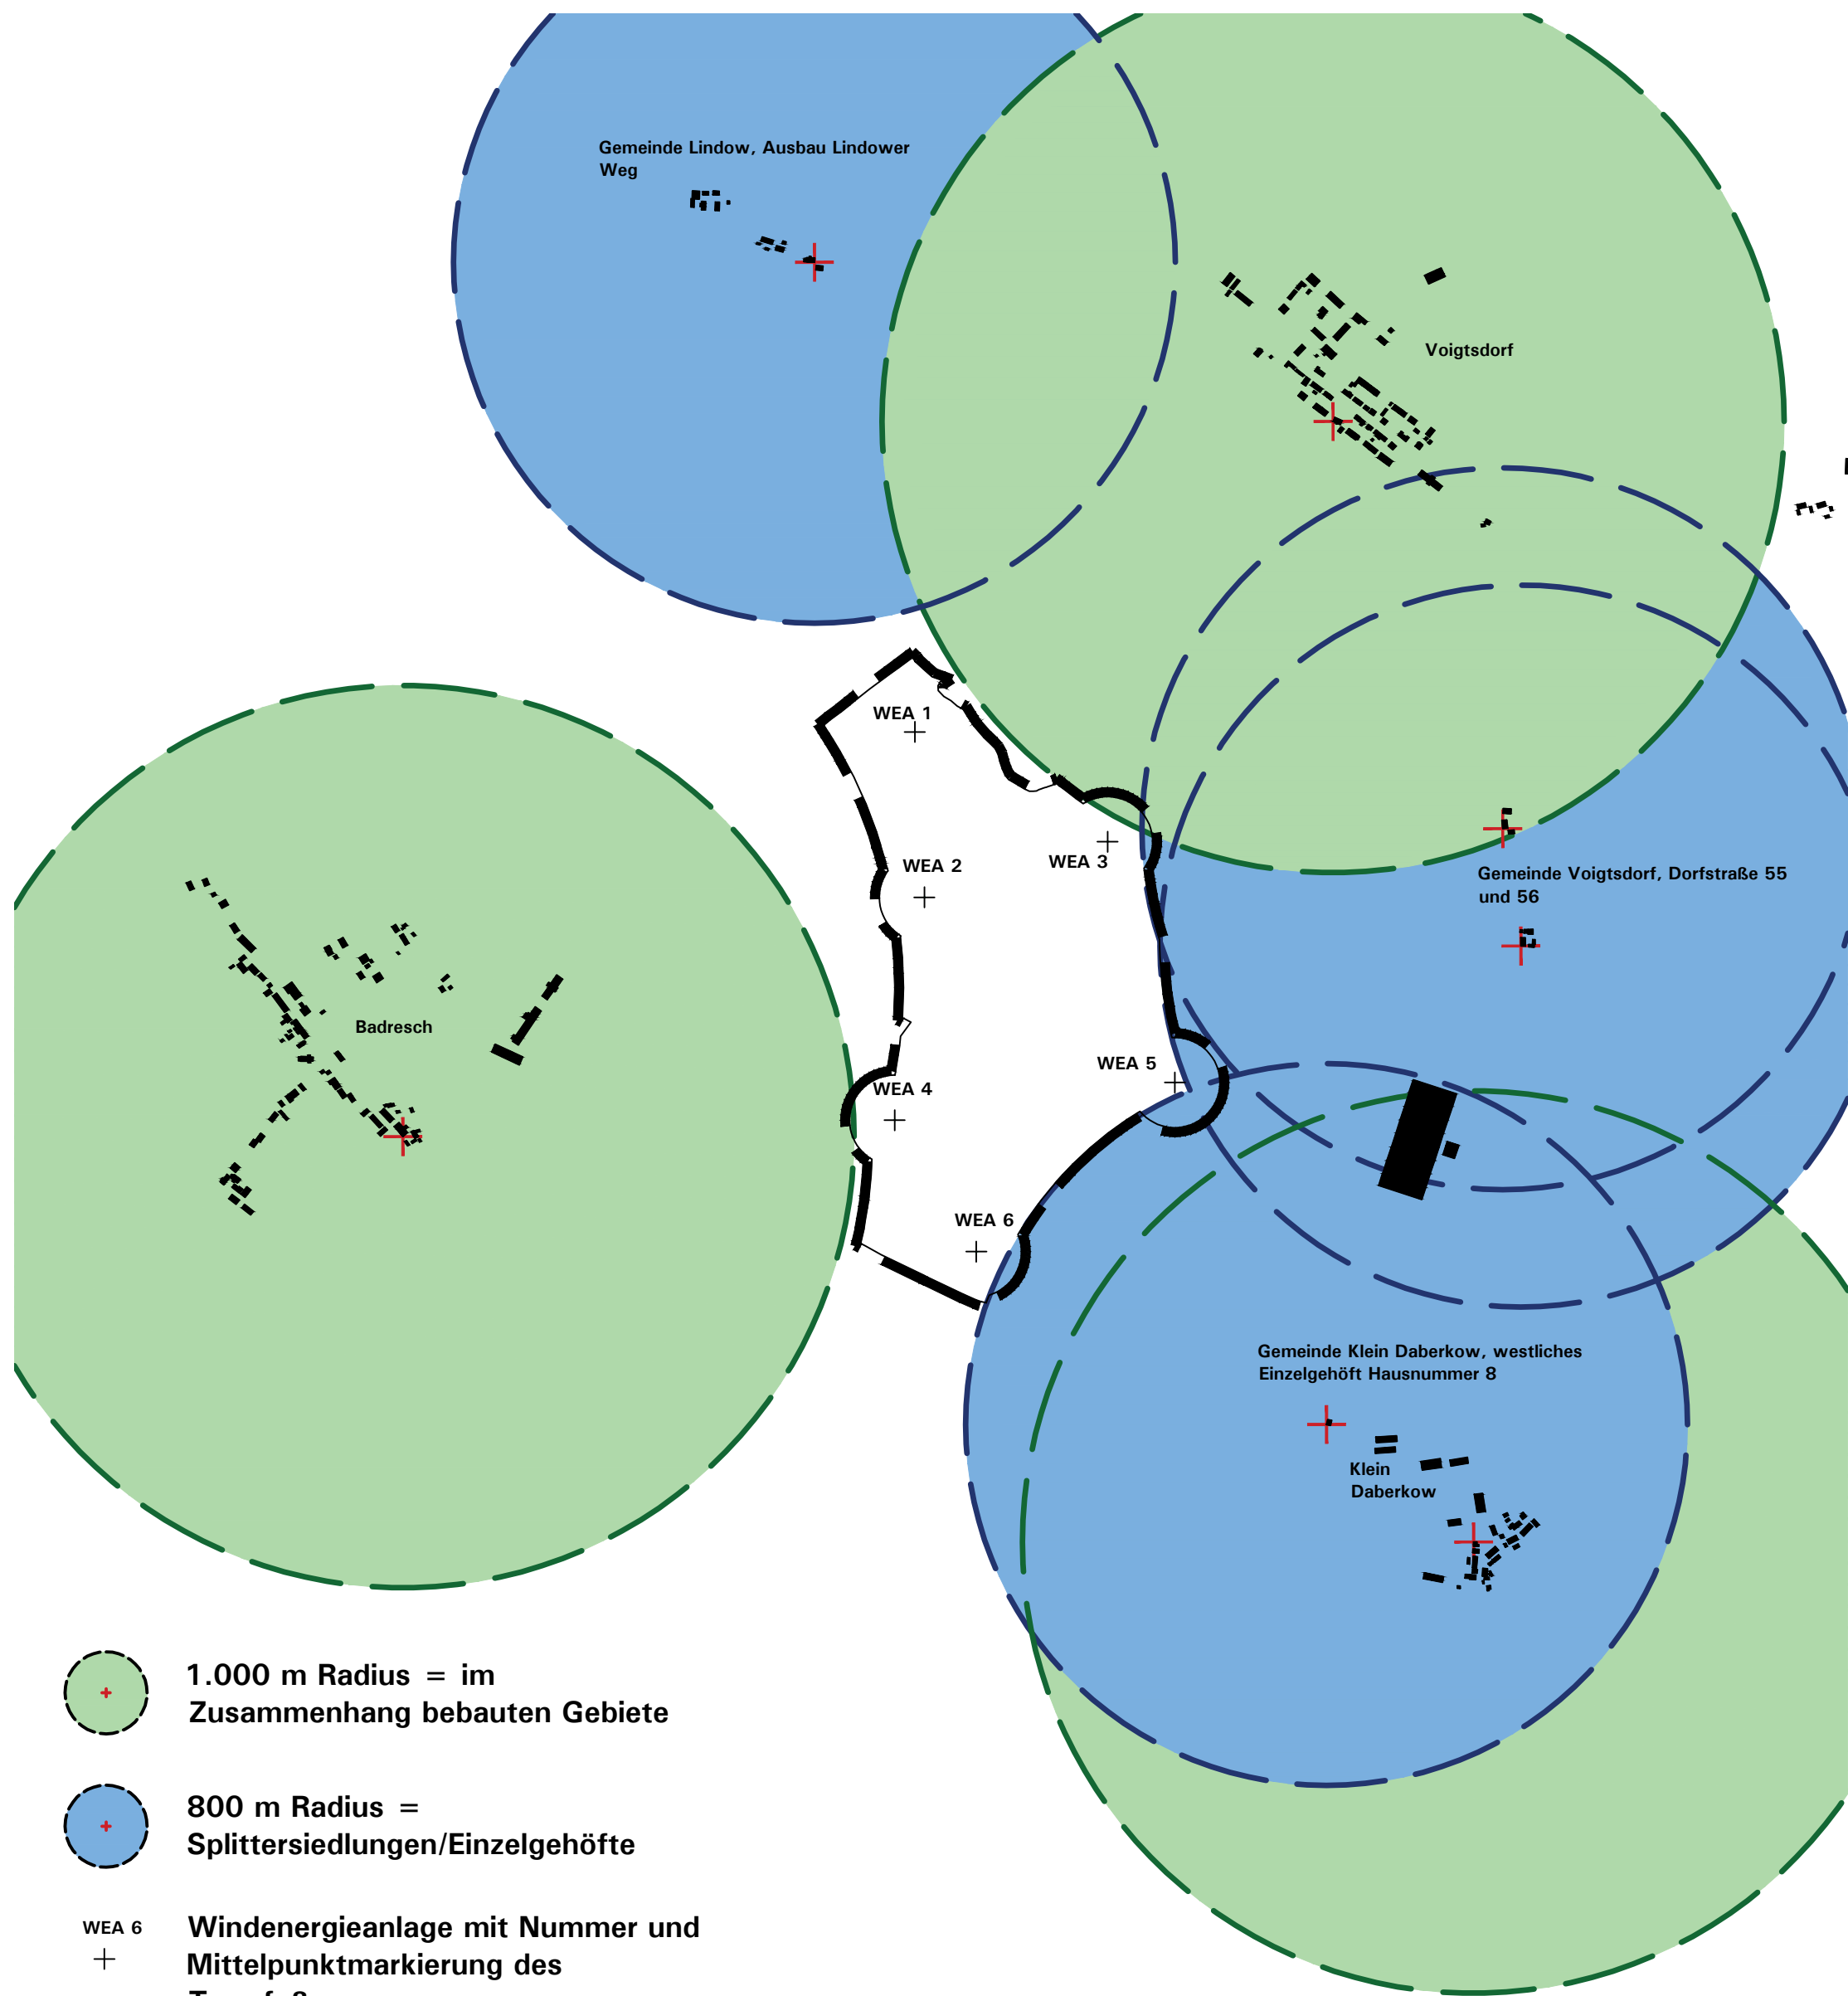 Gemeinde Lindow, Ausbau Lindower
Weg
Voigtsdorf
WEA 1
WEA 2
WEA 3
Gemeinde Voigtsdorf, Dorfstraße 55
und 56
Badresch
WEA 5
WEA 4
WEA 6
Gemeinde Klein Daberkow, westliches
Einzelgehöft Hausnummer 8
Klein
Daberkow
1.000 m Radius = im
Zusammenhang bebauten Gebiete
800 m Radius =
Splittersiedlungen/Einzelgehöfte
WEA 6
Windenergieanlage mit Nummer und
Mittelpunktmarkierung des